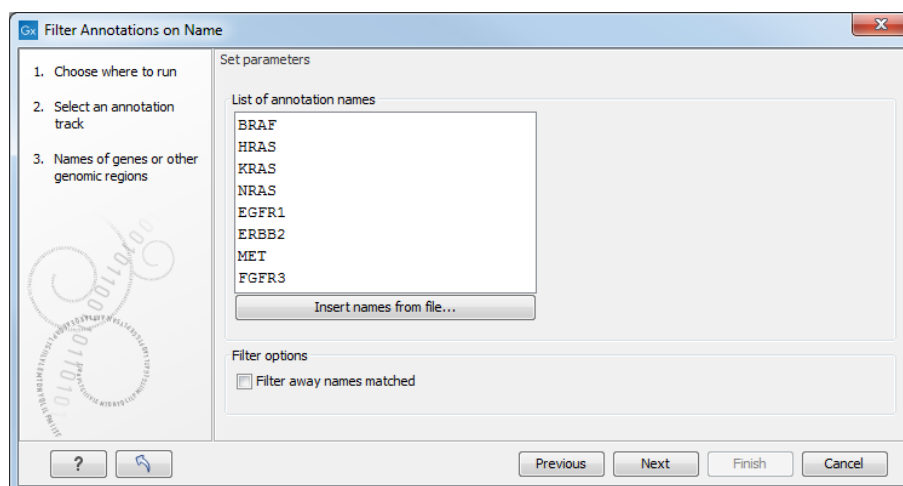 Gx Filter Annotations on Name
1. Choose where to run
2. Select an annotation
track
3. Names of genes or other
genomic regions
Set parameters
List of annotation names
BRAF
HRAS
KRAS
NRAS
EGFR1
ERBB2
MET
FGFR3
Insert names from file...
Filter options
Filter away names matched
?
Previous
Next
Finish
Cancel